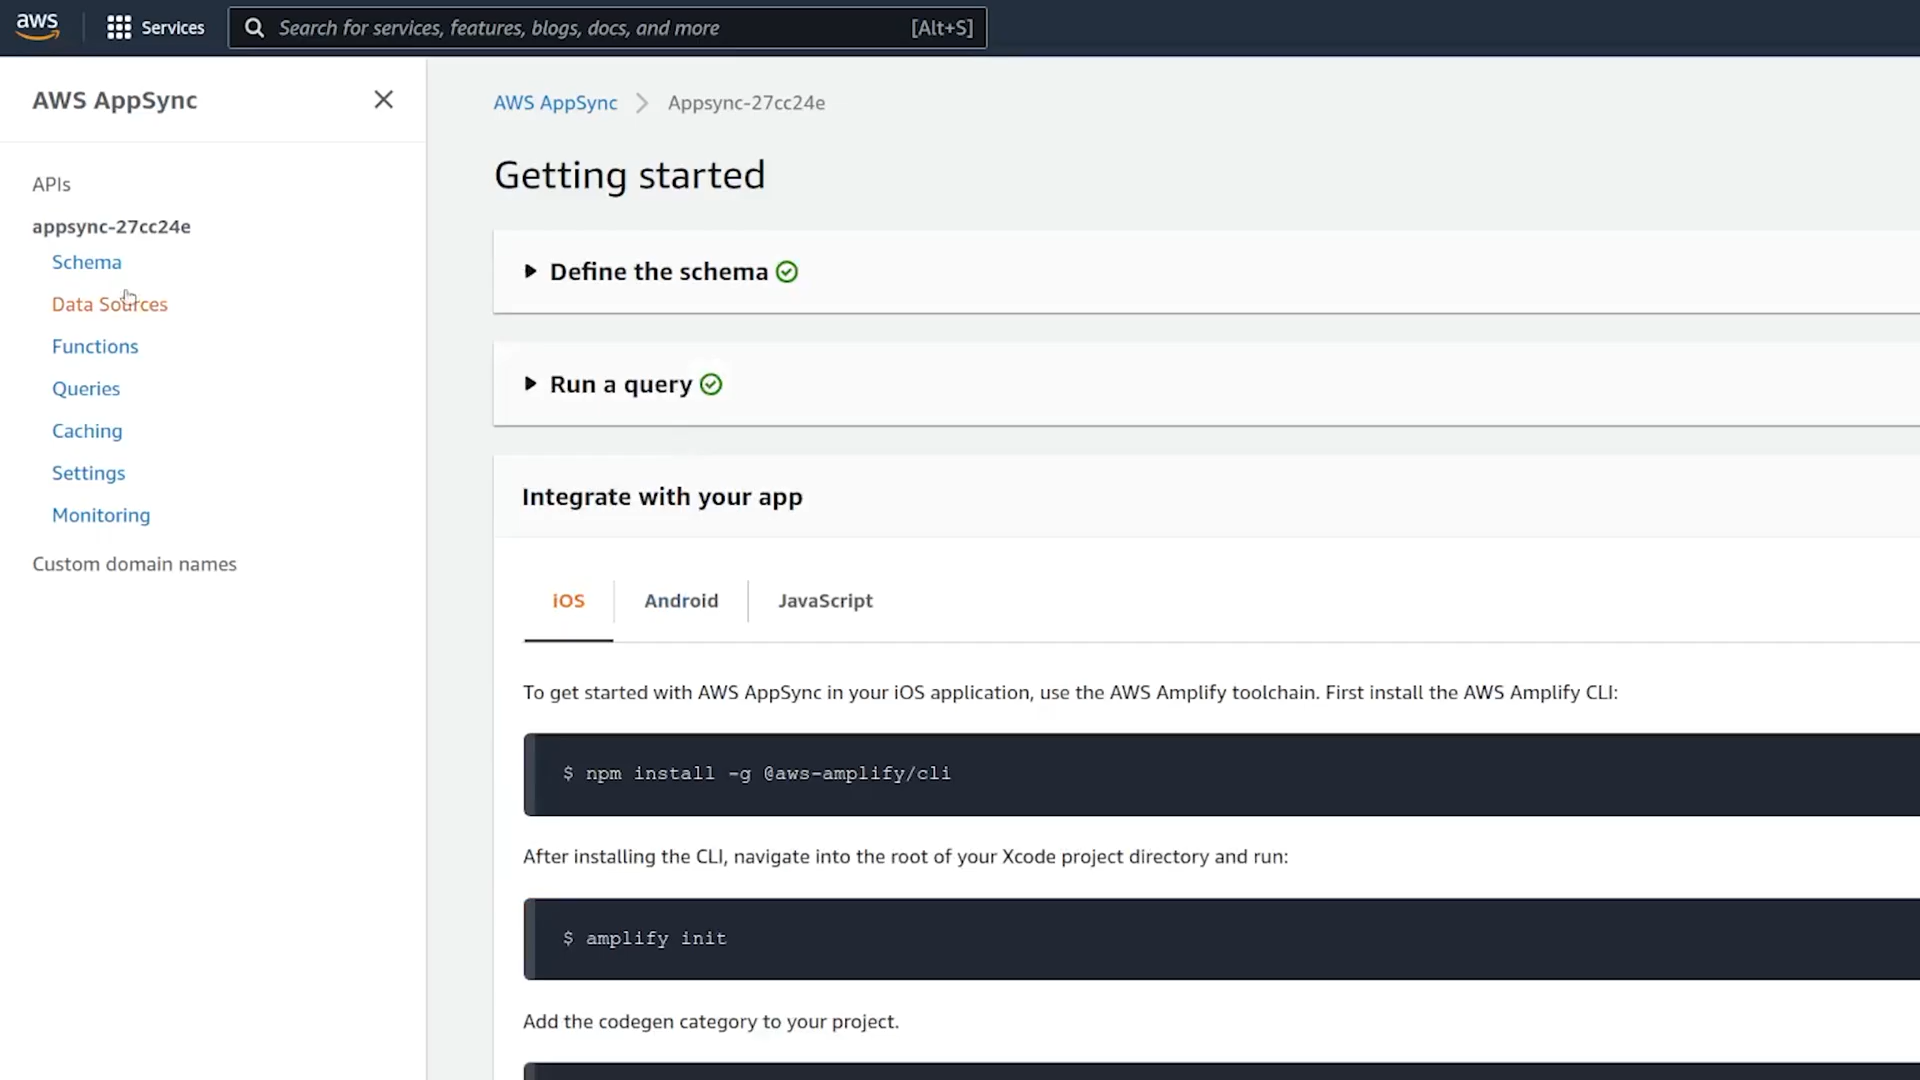 aws
Services
Search for services, features, blogs, docs, and more
[Alt+S]
AWS AppSync
APIs
appsync-27cc24e
Schema
Data Sources
Functions
Queries
Caching
Settings
Monitoring
Custom domain names
AWS AppSync
Appsync-27cc24e
Getting started
Define the schema
Run a query
Integrate with your app
iOS
Android
JavaScript
To get started with AWS AppSync in your iOS application, use the AWS Amplify toolchain. First install the AWS Amplify CLI:
$ npm install -g @aws-amplify/cli
After installing the CLI, navigate into the root of your Xcode project directory and run:
$ amplify init
Add the codegen category to your project.